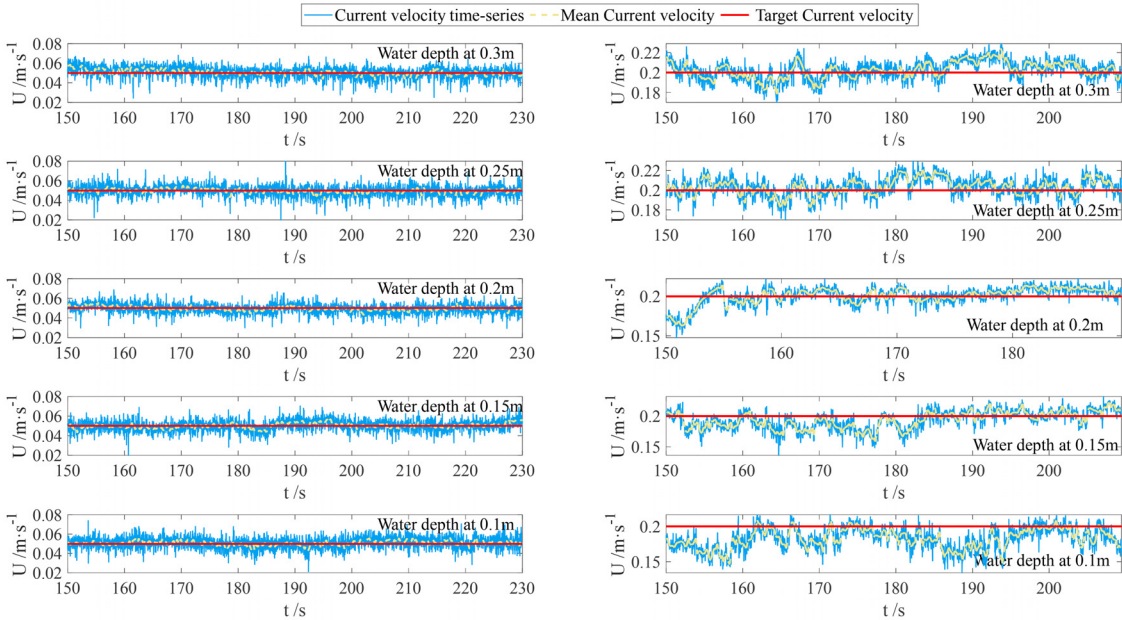 Current velocity time-series Mean Current velocity Target Current velocity
U /m·s⁻¹
0.08
0.06
0.04
0.02
Water depth at 0.3m
150 160 170 180 190 200 210 220 230
t /s
U /m·s⁻¹
0.22
0.2
0.18
Water depth at 0.3m
150 160 170 180 190 200
t /s
U /m·s⁻¹
0.08
0.06
0.04
0.02
Water depth at 0.25m
150 160 170 180 190 200 210 220 230
t /s
U /m·s⁻¹
0.22
0.2
0.18
Water depth at 0.25m
150 160 170 180 190 200
t /s
U /m·s⁻¹
0.08
0.06
0.04
0.02
Water depth at 0.2m
150 160 170 180 190 200 210 220 230
t /s
U /m·s⁻¹
0.2
0.15
Water depth at 0.2m
150 160 170 180
t /s
U /m·s⁻¹
0.08
0.06
0.04
0.02
Water depth at 0.15m
150 160 170 180 190 200 210 220 230
t /s
U /m·s⁻¹
0.2
0.15
Water depth at 0.15m
150 160 170 180 190 200
t /s
U /m·s⁻¹
0.08
0.06
0.04
0.02
Water depth at 0.1m
150 160 170 180 190 200 210 220 230
t /s
U /m·s⁻¹
0.2
0.15
Water depth at 0.1m
150 160 170 180 190 200
t /s